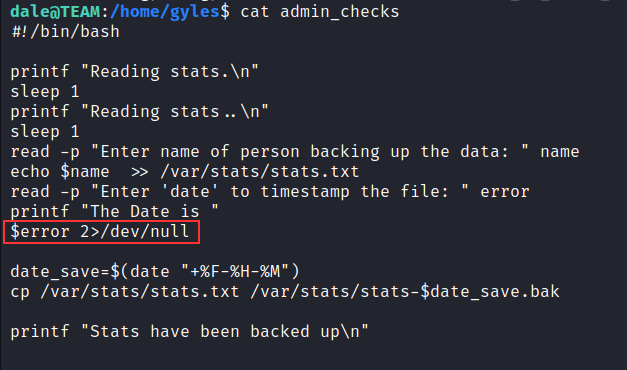 dale@TEAM:/home/gyles$ cat admin_checks
#!/bin/bash
printf "Reading stats.\n"
sleep 1
printf "Reading stats..\n"
sleep 1
read -p "Enter name of person backing up the data: " name
echo $name  >> /var/stats/stats.txt
read -p "Enter 'date' to timestamp the file: " error
printf "The Date is "
$error 2>/dev/null
date_save=$(date "+%F-%H-%M")
cp /var/stats/stats.txt /var/stats/stats-$date_save.bak
printf "Stats have been backed up\n"